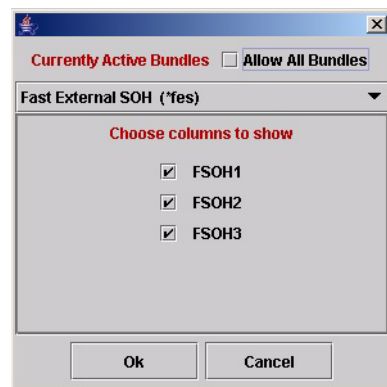 Currently Active Bundles Allow All Bundles
Fast External SOH (*fes)
Choose columns to show
FSOH1
FSOH2
FSOH3
Ok Cancel